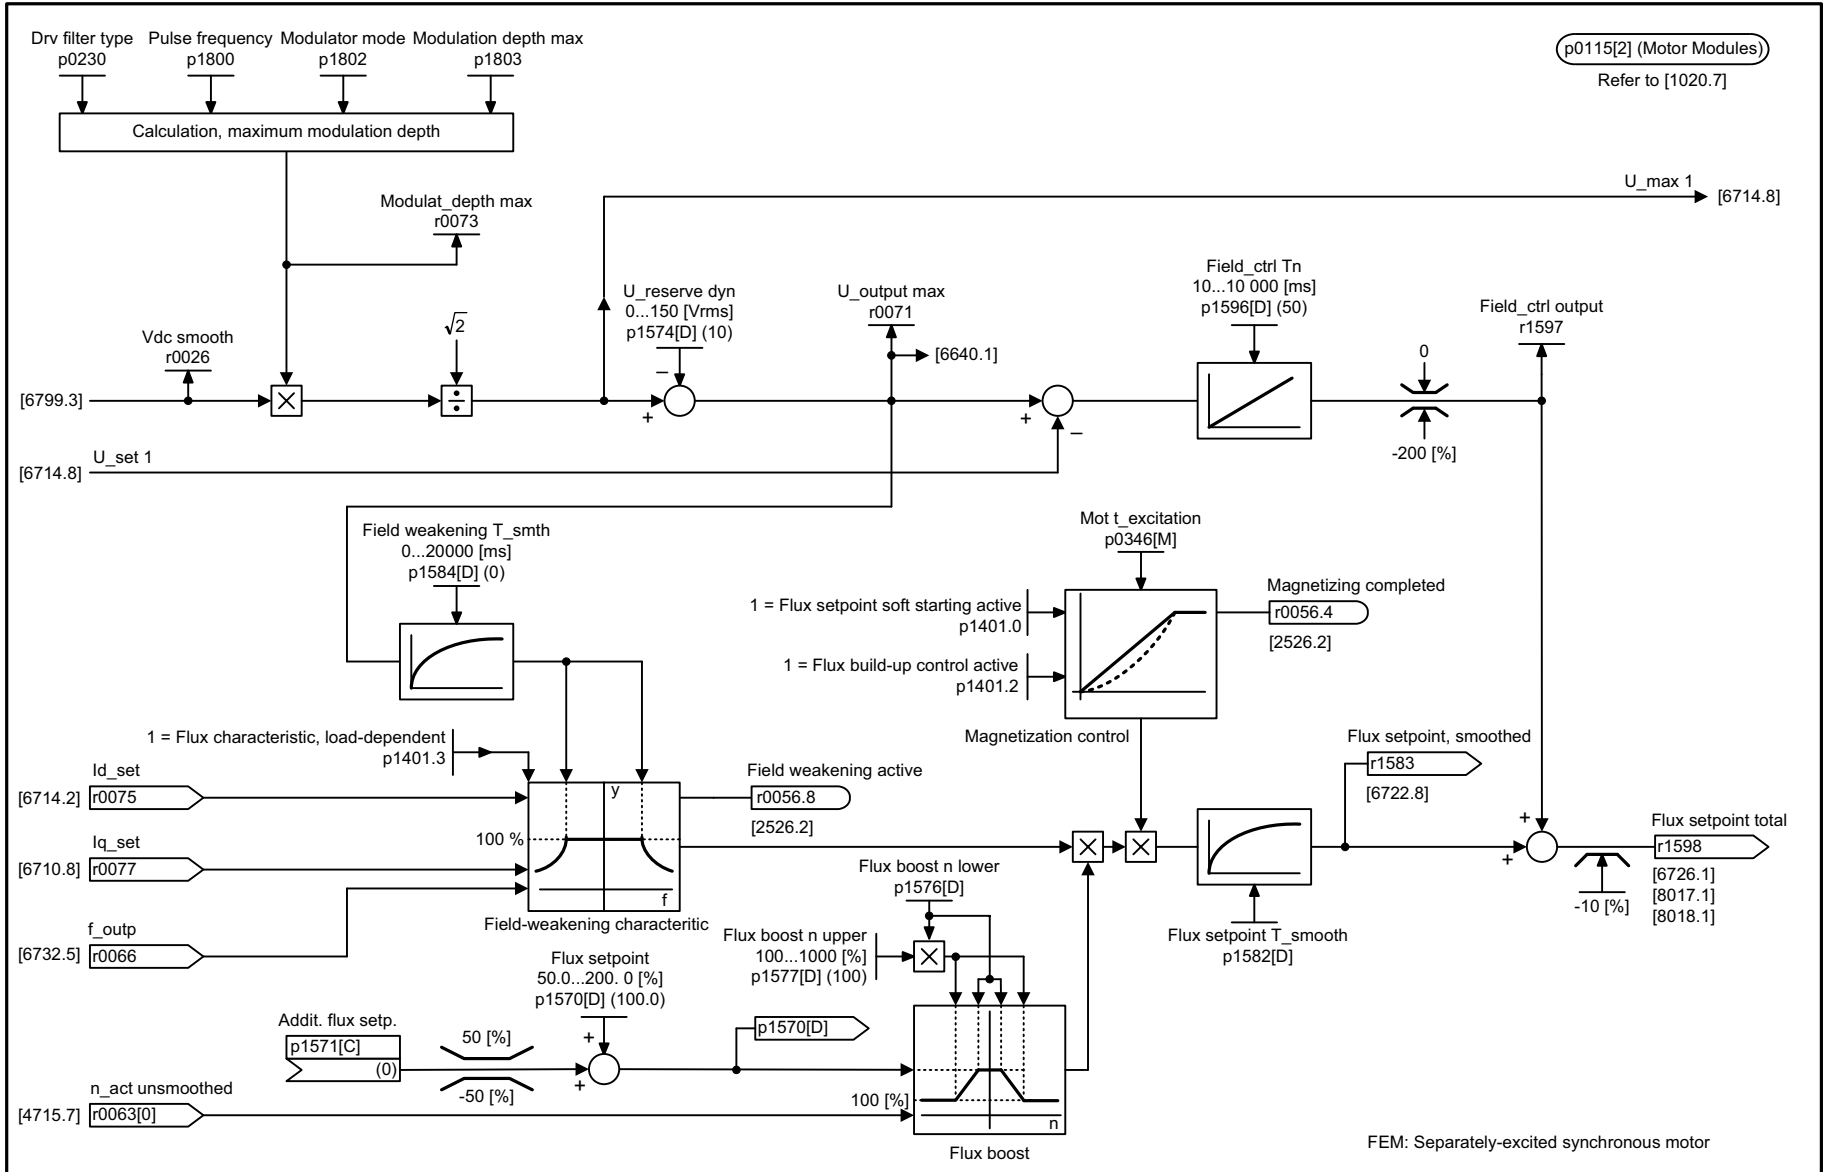 Drv filter type
p0230
Pulse frequency
p1800
Modulator mode
p1802
Modulation depth max
p1803
p0115[2] (Motor Modules)
Refer to [1020.7]
Calculation, maximum modulation depth
U_max 1
[6714.8]
Modulat_depth max
r0073
Vdc smooth
r0026
√2
U_reserve dyn
0...150 [Vrms]
p1574[D] (10)
U_output max
r0071
[6640.1]
Field_ctrl Tn
10...10 000 [ms]
p1596[D] (50)
Field_ctrl output
r1597
0
-200 [%]
[6799.3]
×
÷
–
+
+
–
[6714.8]
U_set 1
Field weakening T_smth
0...20000 [ms]
p1584[D] (0)
Mot t_excitation
p0346[M]
1 = Flux setpoint soft starting active
p1401.0
1 = Flux build-up control active
p1401.2
Magnetizing completed
r0056.4
[2526.2]
Magnetization control
1 = Flux characteristic, load-dependent
p1401.3
Id_set
[6714.2]
r0075
Iq_set
[6710.8]
r0077
f_outp
[6732.5]
r0066
y
100 %
f
Field-weakening characteritic
Field weakening active
r0056.8
[2526.2]
×
×
Flux setpoint, smoothed
r1583
[6722.8]
Flux setpoint T_smooth
p1582[D]
+
+
-10 [%]
Flux setpoint total
r1598
[6726.1]
[8017.1]
[8018.1]
Flux boost n lower
p1576[D]
Flux boost n upper
100...1000 [%]
p1577[D] (100)
×
Flux setpoint
50.0...200. 0 [%]
p1570[D] (100.0)
Addit. flux setp.
p1571[C]
(0)
50 [%]
-50 [%]
+
+
p1570[D]
n_act unsmoothed
[4715.7]
r0063[0]
100 [%]
n
Flux boost
FEM: Separately-excited synchronous motor